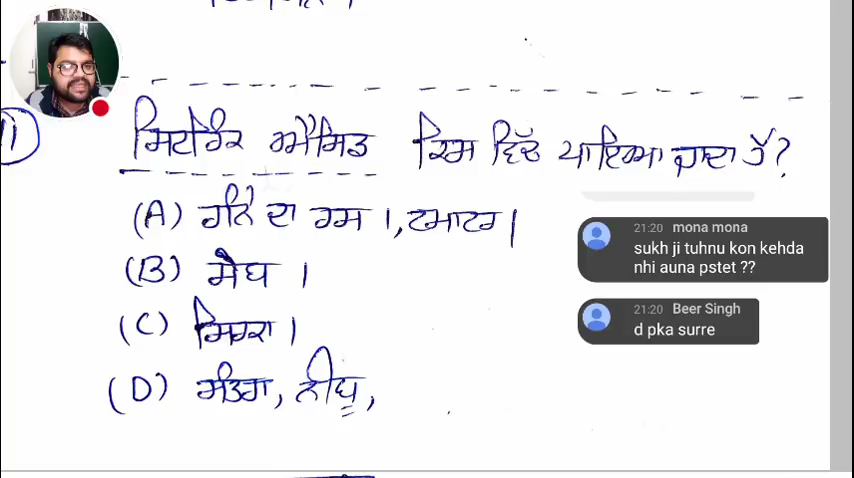 11
ਸਿਟਰਿਕ ਐਸਿਡ ਕਿਸ ਵਿੱਚ ਪਾਇਆ ਜਾਦਾ ਹੈ?
(A) ਗੰਨੇ ਦਾ ਰਸ ।, ਟਮਾਟਰ |
(B) ਸੇਬ ।
(C) ਸਿਰਕਾ ।
(D) ਸੰਤਰਾ, ਨੀਬੂ,
21:20 mona mona
sukh ji tuhnu kon kehda
nhi auna pstet ??
21:20 Beer Singh
d pka surre